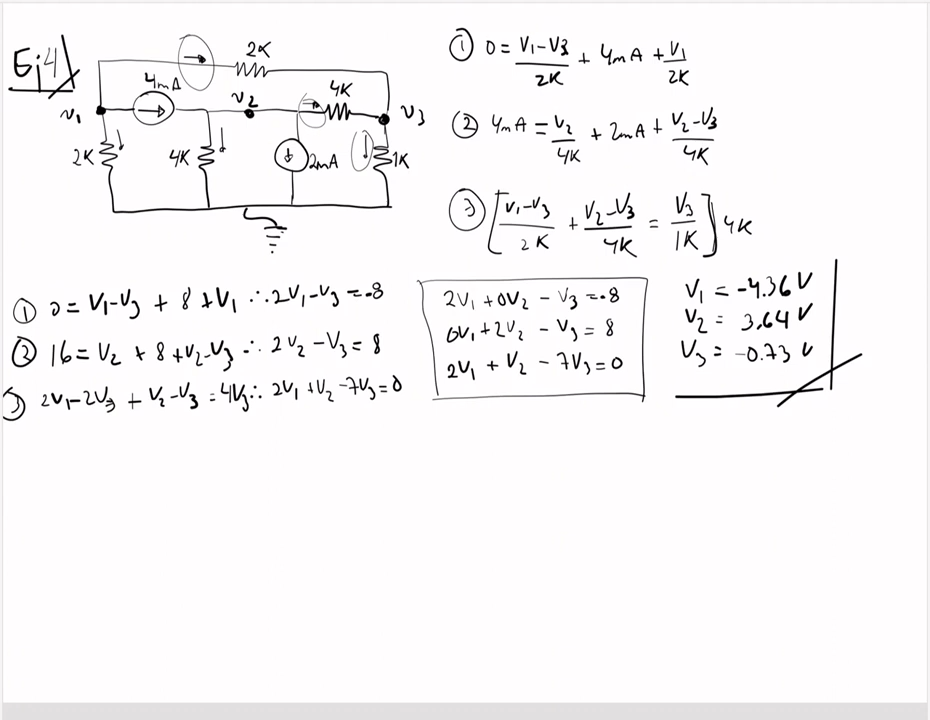 Ej4)
2K
4mA
V1
V2
4K
V3
2K
4K
2mA
1K
① 0 = (V1-V3)/2K + 4mA + V1/2K
② 4mA = V2/4K + 2mA + (V2-V3)/4K
③ [(V1-V3)/2K + (V2-V3)/4K = V3/1K] 4K
① 0 = V1-V3 + 8 + V1 ∴ 2V1-V3 = -8
② 16 = V2 + 8 + V2-V3 ∴ 2V2-V3 = 8
③ 2V1-2V3 + V2-V3 = 4V3 ∴ 2V1+V2-7V3=0
2V1 + 0V2 - V3 = -8
0V1 + 2V2 - V3 = 8
2V1 + V2 - 7V3 = 0
V1 = -4.36 V
V2 = 3.64 V
V3 = -0.73 V